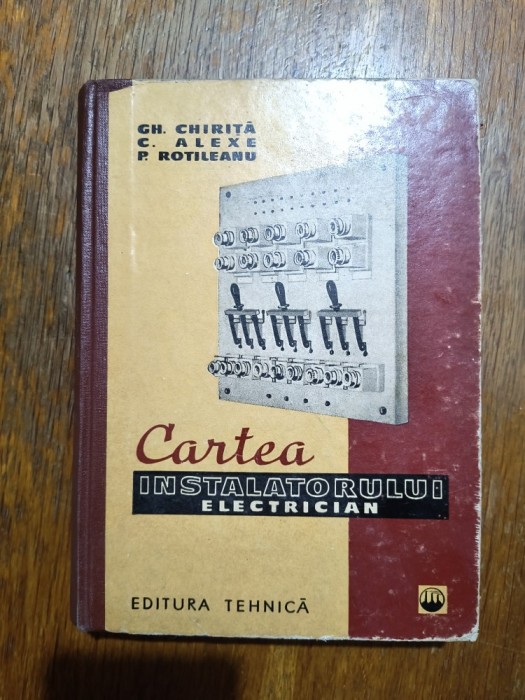 GH. CHIRIȚĂ
C. ALEXE
P. ROTILEANU
Cartea
INSTALATORULUI
ELECTRICIAN
EDITURA TEHNICĂ